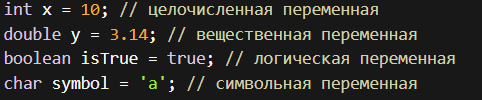 int x = 10; // целочисленная переменная
double y = 3.14; // вещественная переменная
boolean isTrue = true; // логическая переменная
char symbol = 'a'; // символьная переменная